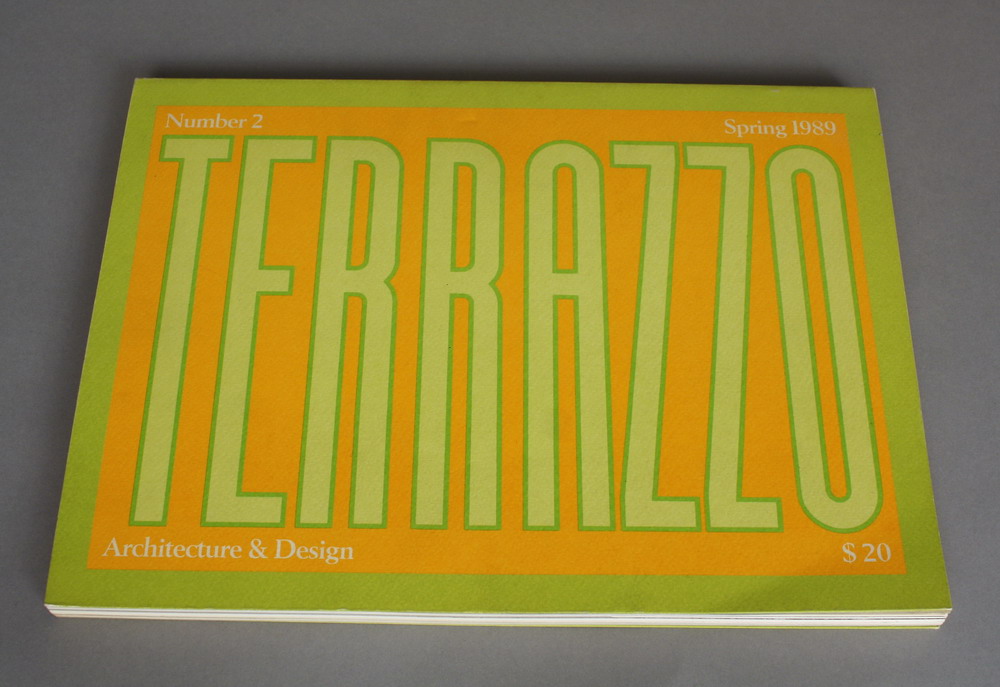 Number 2
Spring 1989
TERRAZZO
Architecture & Design
$ 20